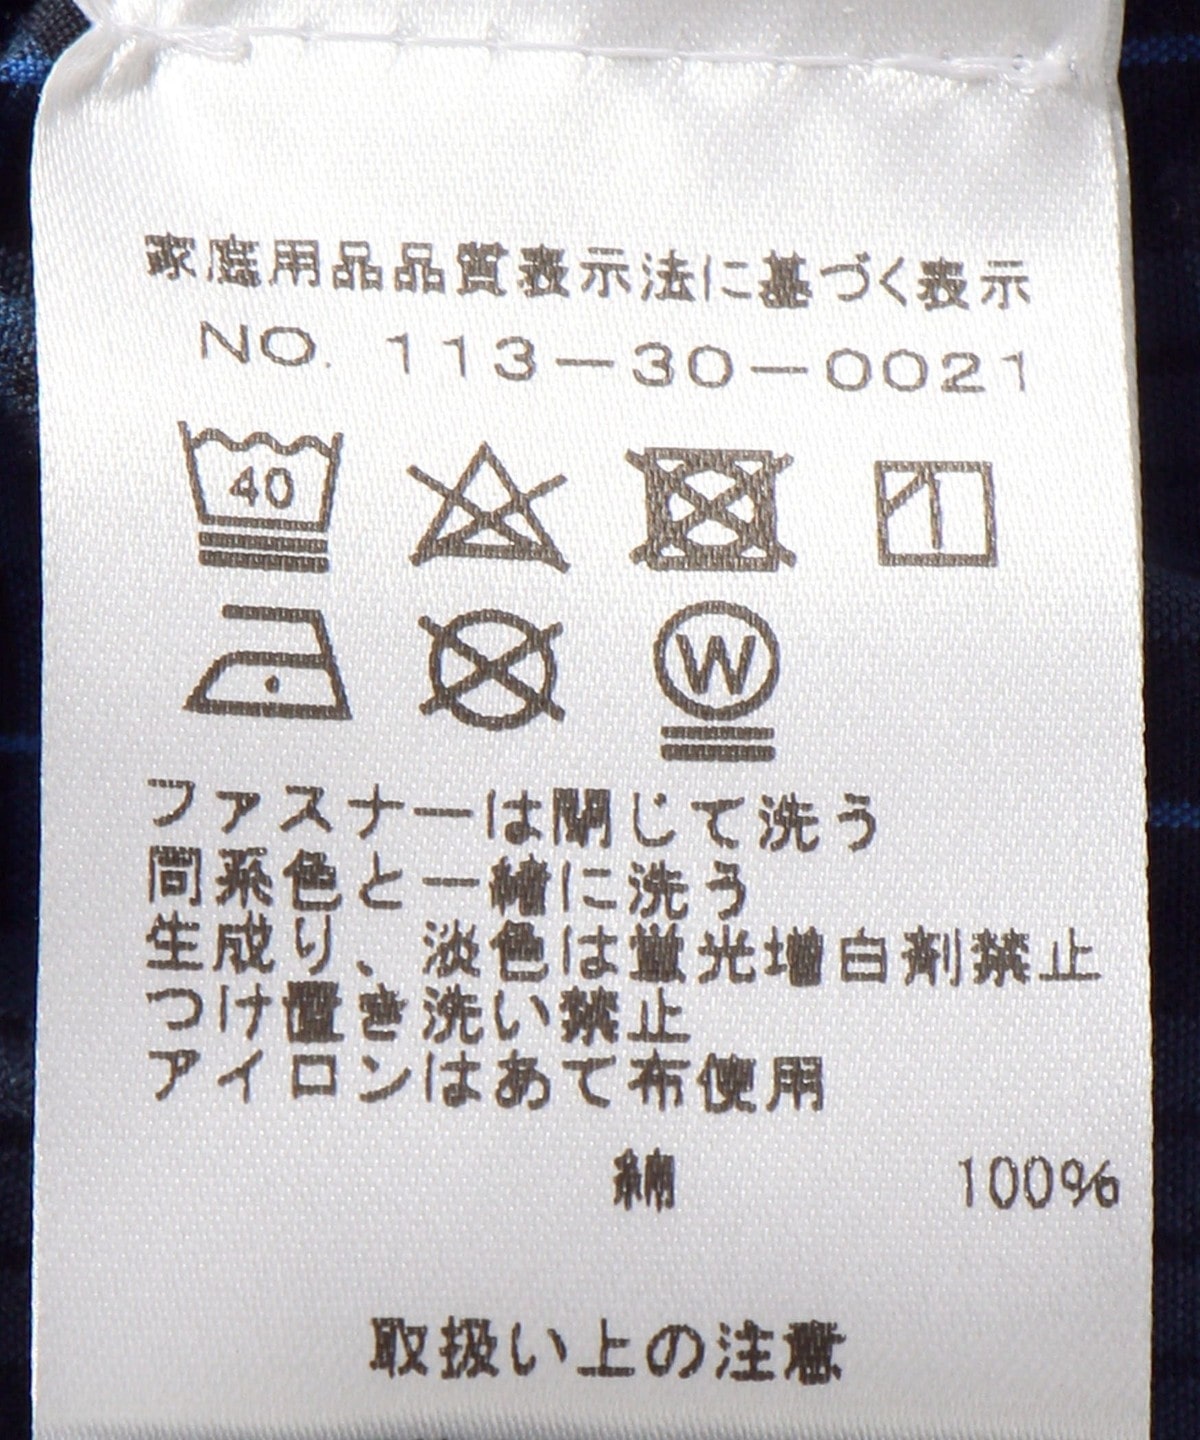 家庭用品品質表示法に基づく表示
NO. 113-30-0021
40
W
ファスナーは閉じて洗う
同系色と一緒に洗う
生成り、淡色は蛍光増白剤禁止
つけ置き洗い禁止
アイロンはあて布使用
綿 100%
取扱い上の注意